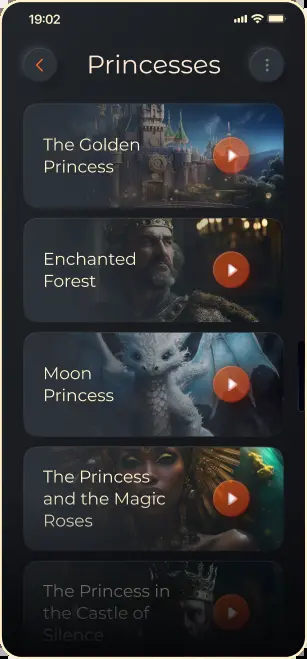 19:02
Princesses
The Golden
Princess
Enchanted
Forest
Moon
Princess
The Princess
and the Magic
Roses
The Princess in
the Castle of
Silence